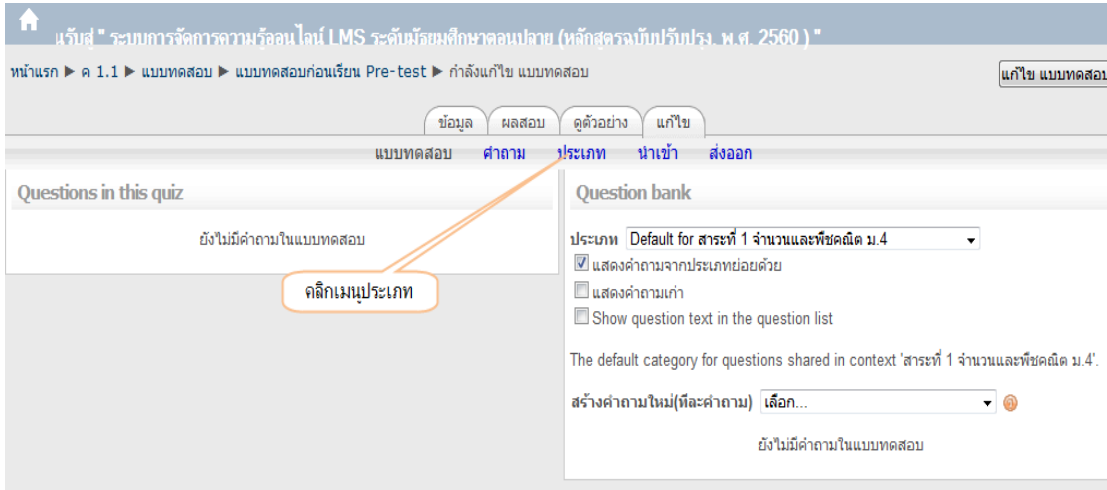 นรับสู่ " ระบบการจัดการความรู้ออนไลน์ LMS ระดับมัธยมศึกษาตอนปลาย (หลักสูตรฉบับปรับปรุง. พ.ศ. 2560 ) "
หน้าแรก ▶ ค 1.1 ▶ แบบทดสอบ ▶ แบบทดสอบก่อนเรียน Pre-test ▶ กำลังแก้ไข แบบทดสอบ
แก้ไข แบบทดสอบ
ข้อมูล ผลสอบ ดูตัวอย่าง แก้ไข
แบบทดสอบ คำถาม ประเภท นำเข้า ส่งออก
Questions in this quiz
ยังไม่มีคำถามในแบบทดสอบ
คลิกเมนูประเภท
Question bank
ประเภท Default for สาระที่ 1 จำนวนและพีชคณิต ม.4
แสดงคำถามจากประเภทย่อยด้วย
แสดงคำถามเก่า
Show question text in the question list
The default category for questions shared in context 'สาระที่ 1 จำนวนและพีชคณิต ม.4'.
สร้างคำถามใหม่(ทีละคำถาม) เลือก...
ยังไม่มีคำถามในแบบทดสอบ